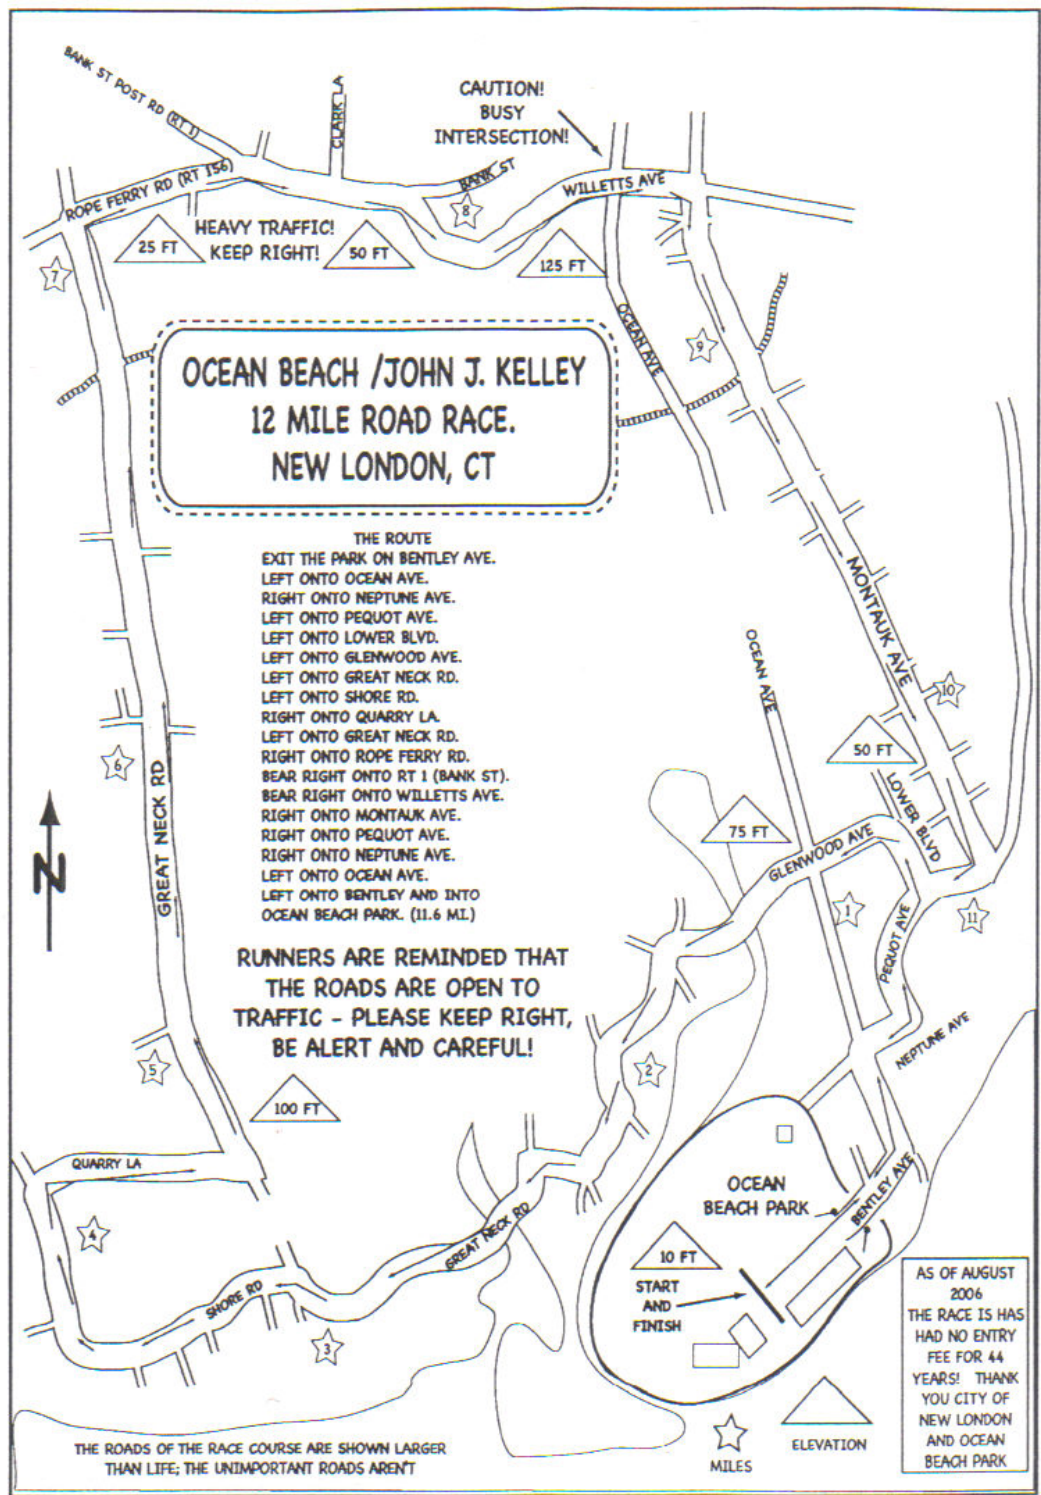 BANK ST POST RD (RT 1)
CLARK LA
CAUTION!
BUSY
INTERSECTION!
ROPE FERRY RD (RT 156)
BANK ST
WILLETTS AVE
8
HEAVY TRAFFIC!
KEEP RIGHT!
25 FT
50 FT
125 FT
7
OCEAN AVE
9
OCEAN BEACH /JOHN J. KELLEY
12 MILE ROAD RACE.
NEW LONDON, CT
THE ROUTE
EXIT THE PARK ON BENTLEY AVE.
LEFT ONTO OCEAN AVE.
RIGHT ONTO NEPTUNE AVE.
LEFT ONTO PEQUOT AVE.
LEFT ONTO LOWER BLVD.
LEFT ONTO GLENWOOD AVE.
LEFT ONTO GREAT NECK RD.
LEFT ONTO SHORE RD.
RIGHT ONTO QUARRY LA.
LEFT ONTO GREAT NECK RD.
RIGHT ONTO ROPE FERRY RD.
BEAR RIGHT ONTO RT 1 (BANK ST).
BEAR RIGHT ONTO WILLETTS AVE.
RIGHT ONTO MONTAUK AVE.
RIGHT ONTO PEQUOT AVE.
RIGHT ONTO NEPTUNE AVE.
LEFT ONTO OCEAN AVE.
LEFT ONTO BENTLEY AND INTO
OCEAN BEACH PARK. (11.6 MI.)
MONTAUK AVE
OCEAN AVE
10
50 FT
6
GREAT NECK RD
N
75 FT
GLENWOOD AVE
LOWER BLVD
1
PEQUOT AVE
11
RUNNERS ARE REMINDED THAT
THE ROADS ARE OPEN TO
TRAFFIC - PLEASE KEEP RIGHT,
BE ALERT AND CAREFUL!
NEPTUNE AVE
5
2
100 FT
QUARRY LA
OCEAN
BEACH PARK
BENTLEY AVE
4
GREAT NECK RD
10 FT
SHORE RD
START
AND
FINISH
3
AS OF AUGUST
2006
THE RACE IS HAS
HAD NO ENTRY
FEE FOR 44
YEARS! THANK
YOU CITY OF
NEW LONDON
AND OCEAN
BEACH PARK
THE ROADS OF THE RACE COURSE ARE SHOWN LARGER
THAN LIFE; THE UNIMPORTANT ROADS AREN'T
MILES
ELEVATION